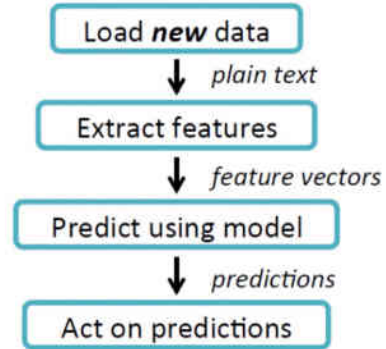 Load new data
plain text
Extract features
feature vectors
Predict using model
predictions
Act on predictions